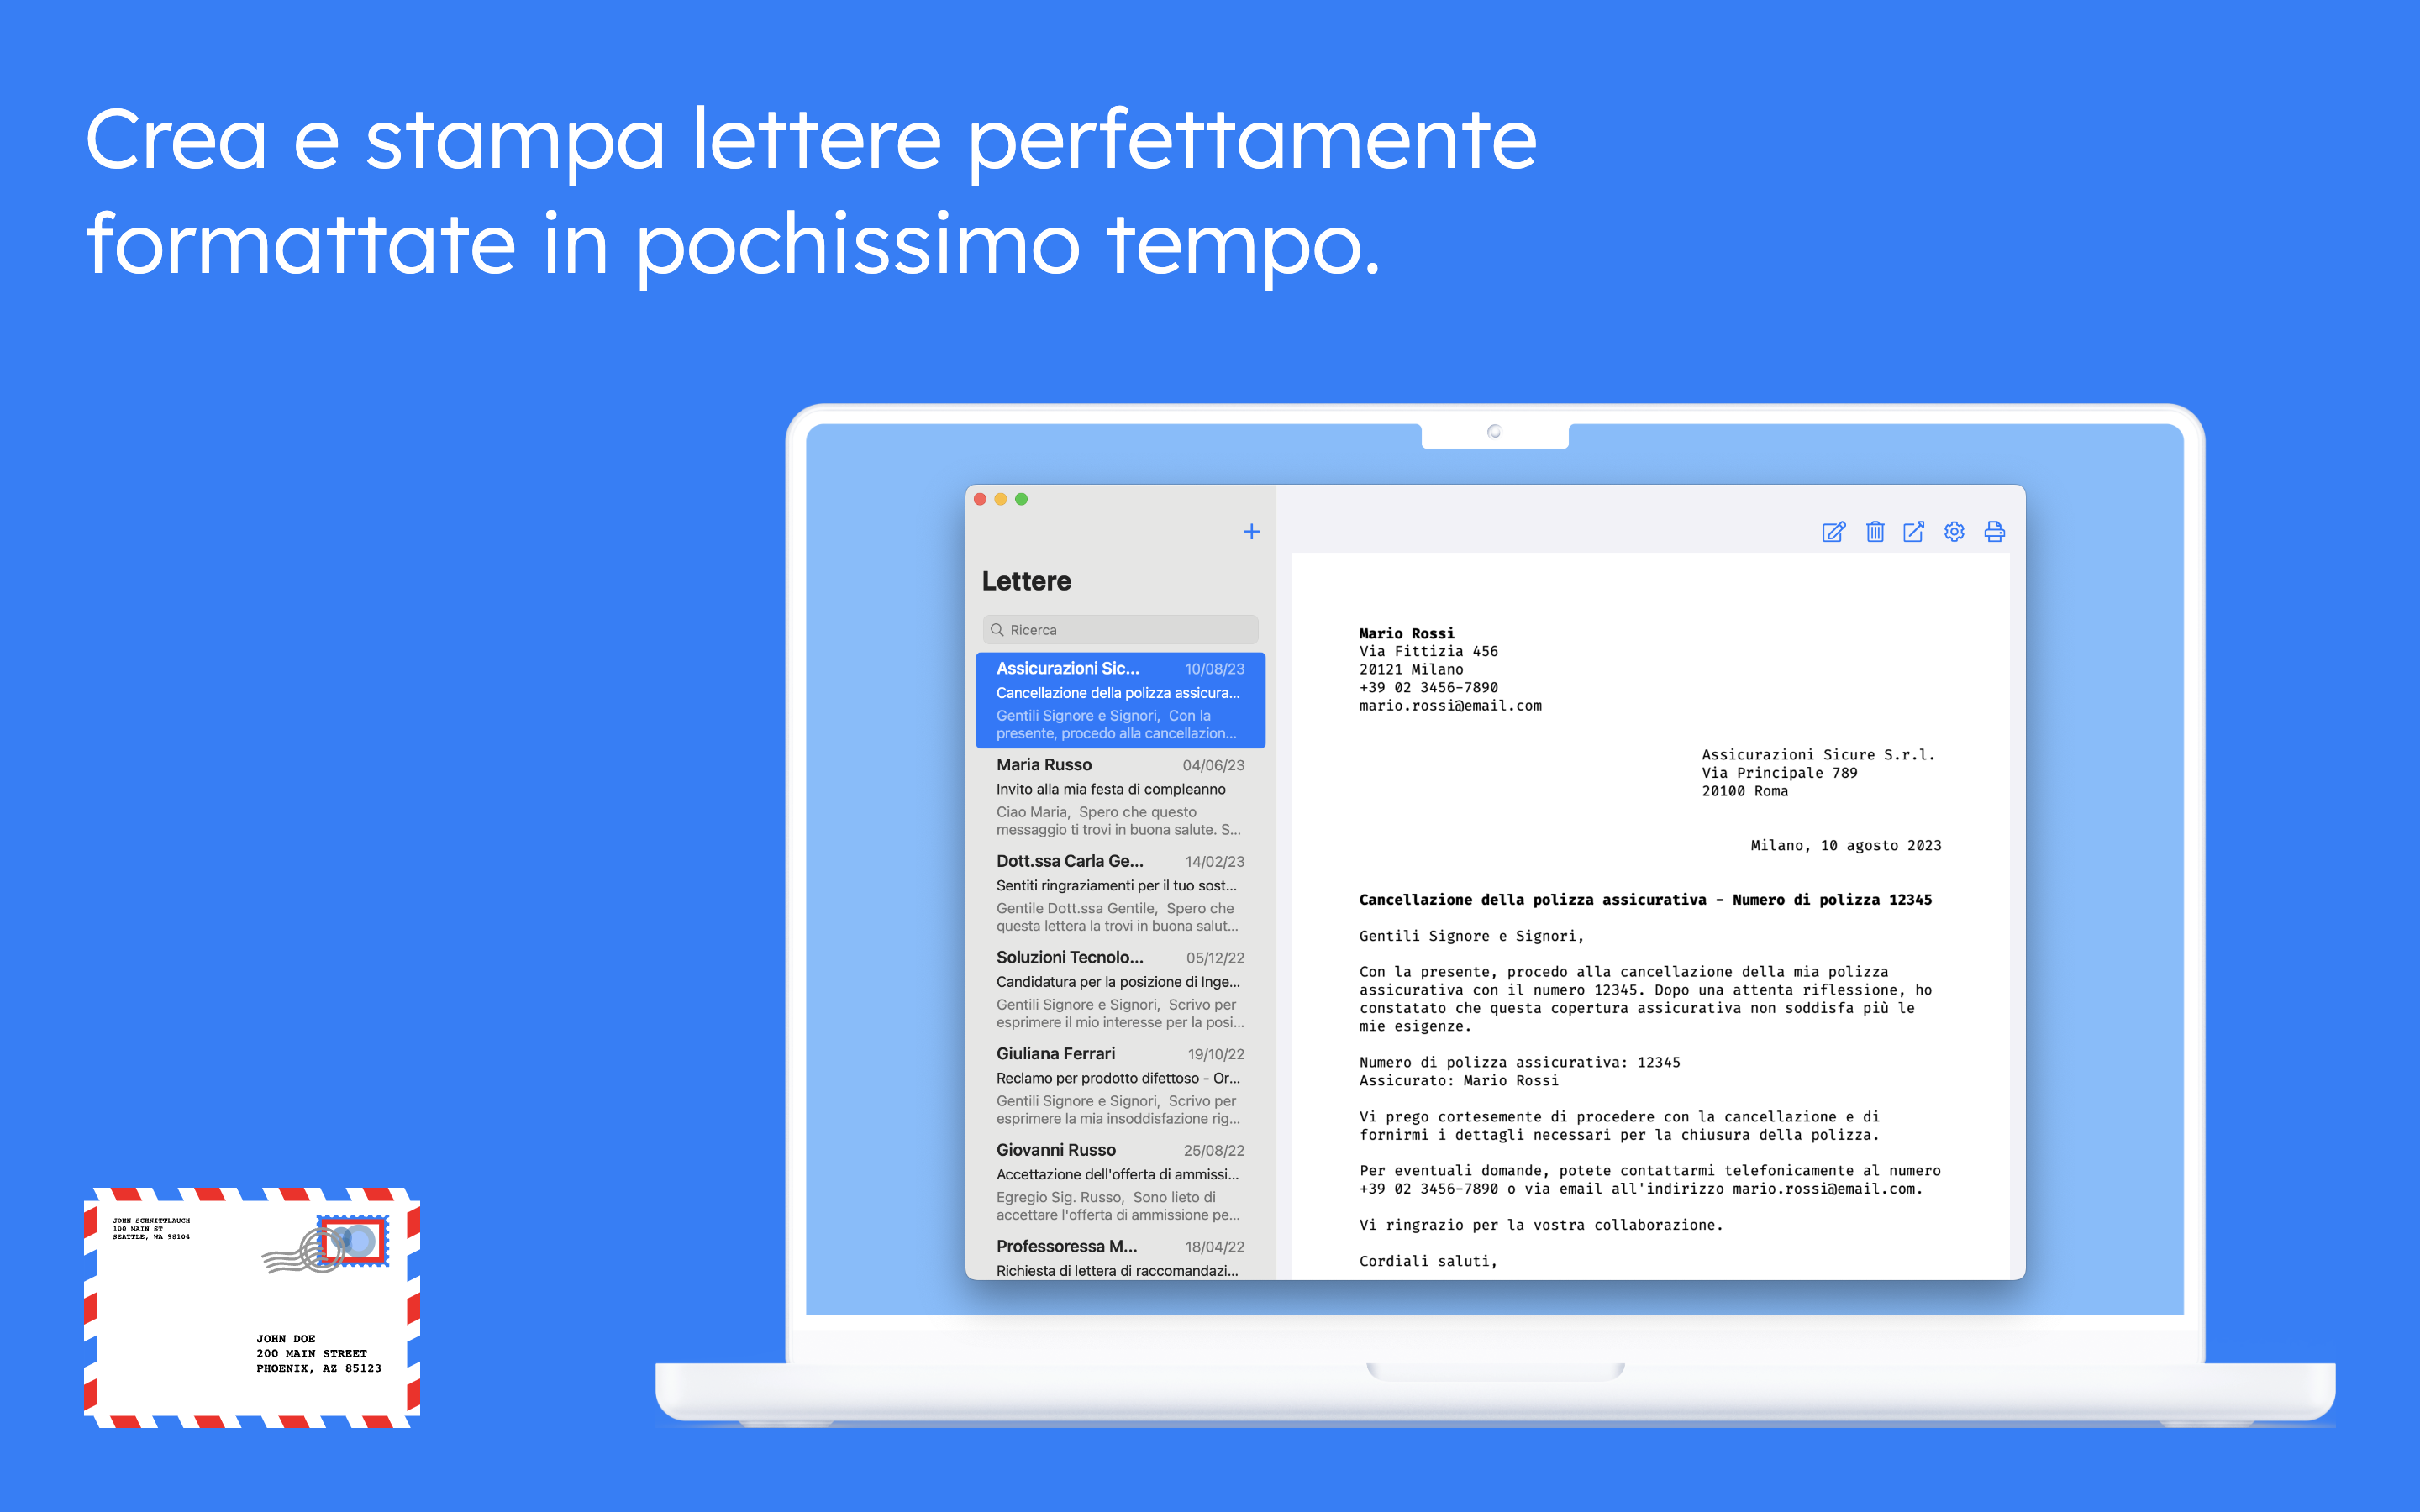 Crea e stampa lettere perfettamente
formattate in pochissimo tempo.
Lettere
Ricerca
Assicurazioni Sic... 10/08/23
Cancellazione della polizza assicura...
Gentili Signore e Signori, Con la
presente, procedo alla cancellazion...
Maria Russo 04/06/23
Invito alla mia festa di compleanno
Ciao Maria, Spero che questo
messaggio ti trovi in buona salute. S...
Dott.ssa Carla Ge... 14/02/23
Sentiti ringraziamenti per il tuo sost...
Gentile Dott.ssa Gentile, Spero che
questa lettera la trovi in buona salut...
Soluzioni Tecnolo... 05/12/22
Candidatura per la posizione di Inge...
Gentili Signore e Signori, Scrivo per
esprimere il mio interesse per la posi...
Giuliana Ferrari 19/10/22
Reclamo per prodotto difettoso - Or...
Gentili Signore e Signori, Scrivo per
esprimere la mia insoddisfazione rig...
Giovanni Russo 25/08/22
Accettazione dell'offerta di ammissi...
Egregio Sig. Russo, Sono lieto di
accettare l'offerta di ammissione pe...
Professoressa M... 18/04/22
Richiesta di lettera di raccomandazi...
Mario Rossi
Via Fittizia 456
20121 Milano
+39 02 3456-7890
mario.rossi@email.com
Assicurazioni Sicure S.r.l.
Via Principale 789
20100 Roma
Milano, 10 agosto 2023
Cancellazione della polizza assicurativa - Numero di polizza 12345
Gentili Signore e Signori,
Con la presente, procedo alla cancellazione della mia polizza
assicurativa con il numero 12345. Dopo una attenta riflessione, ho
constatato che questa copertura assicurativa non soddisfa più le
mie esigenze.
Numero di polizza assicurativa: 12345
Assicurato: Mario Rossi
Vi prego cortesemente di procedere con la cancellazione e di
fornirmi i dettagli necessari per la chiusura della polizza.
Per eventuali domande, potete contattarmi telefonicamente al numero
+39 02 3456-7890 o via email all'indirizzo mario.rossi@email.com.
Vi ringrazio per la vostra collaborazione.
Cordiali saluti,
JOHN SCHNITTLAUCH
100 MAIN ST
SEATTLE, WA 98104
JOHN DOE
200 MAIN STREET
PHOENIX, AZ 85123